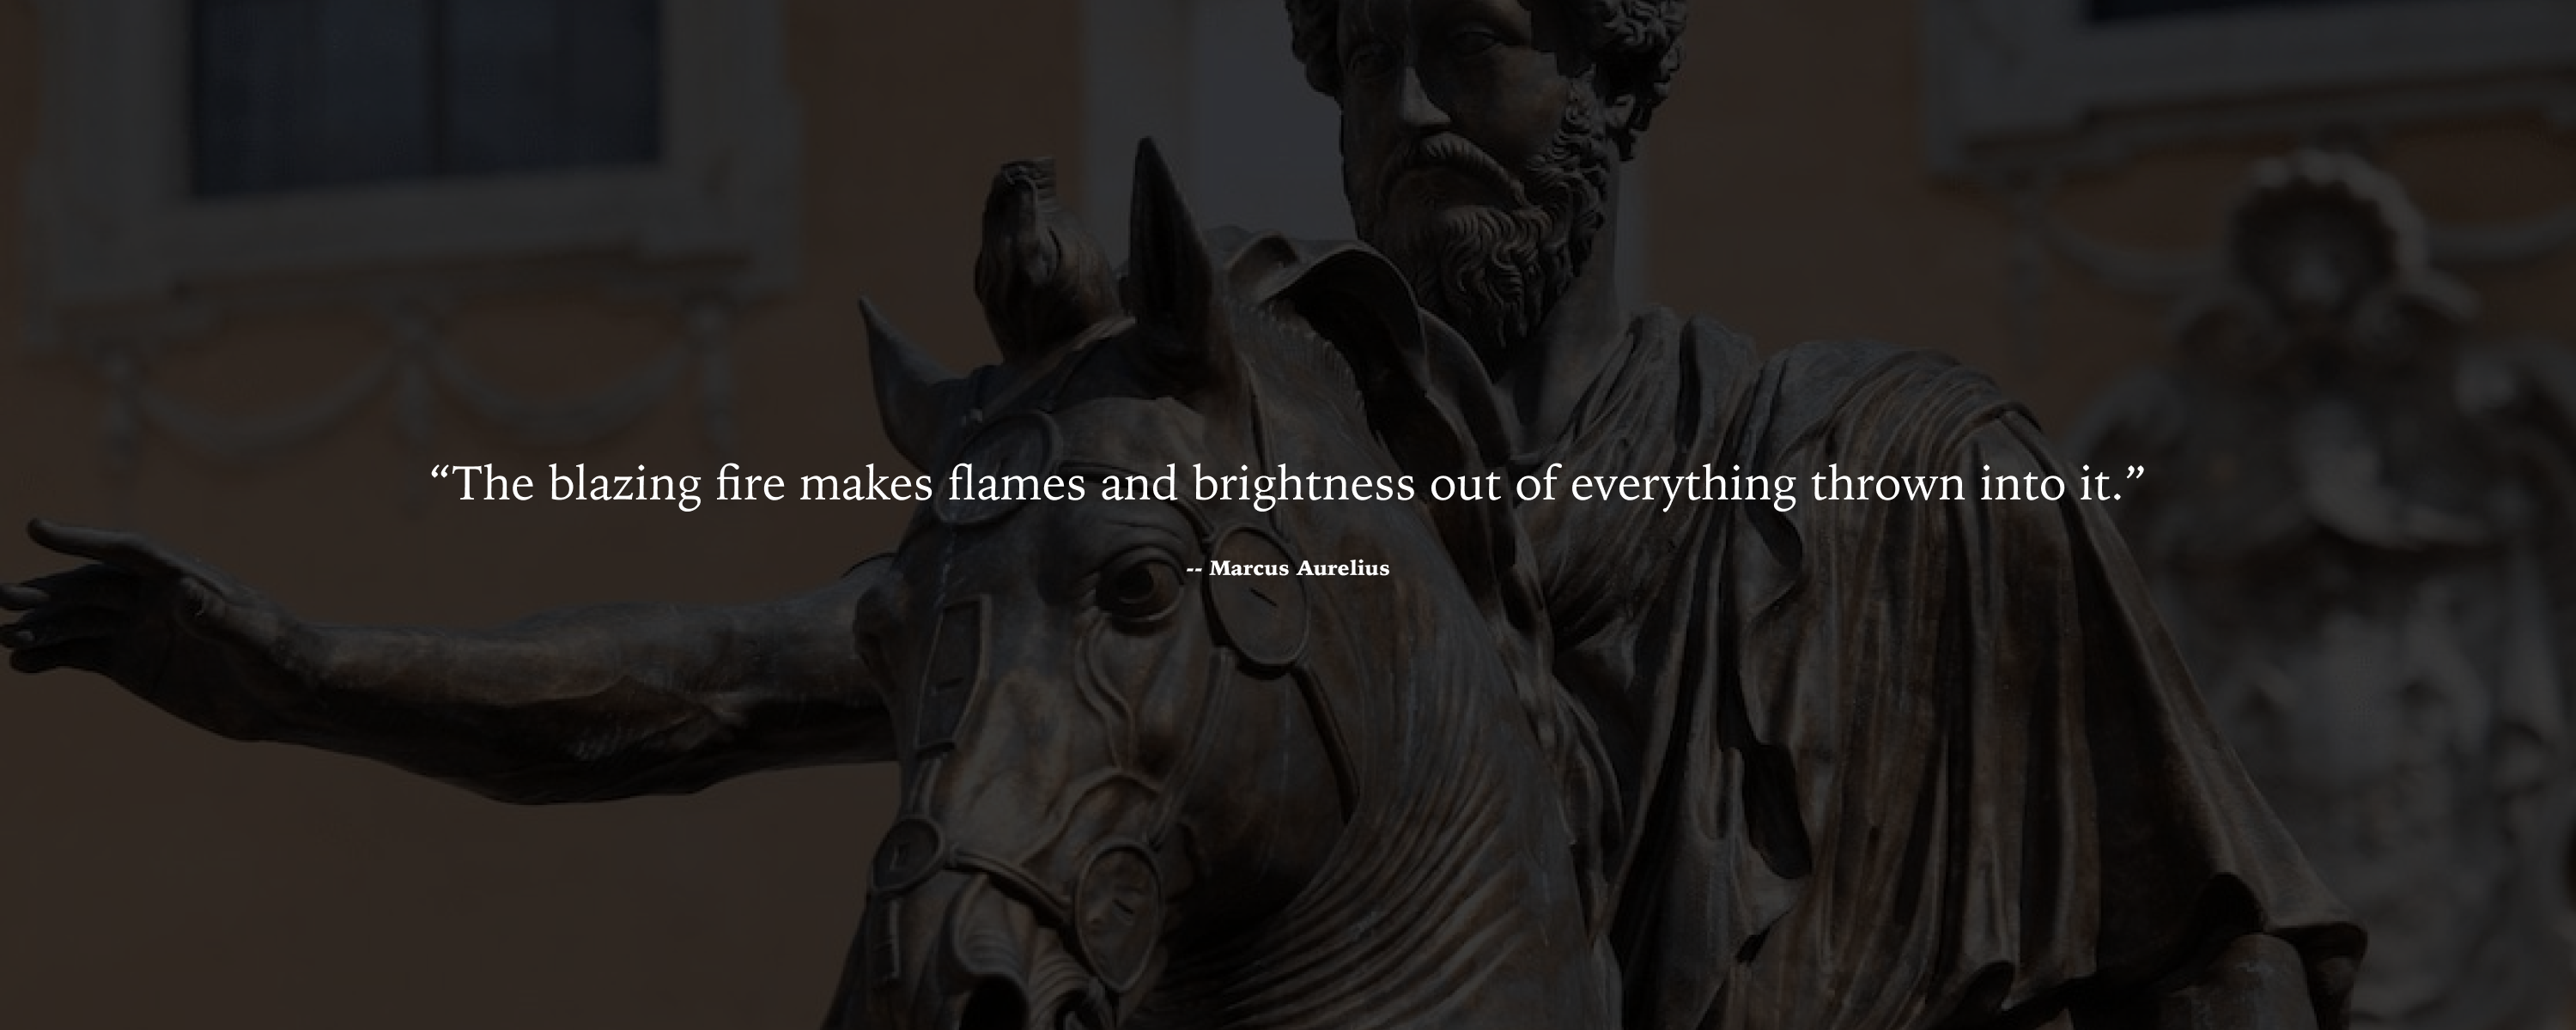 “The blazing fire makes flames and brightness out of everything thrown into it.”
-- Marcus Aurelius